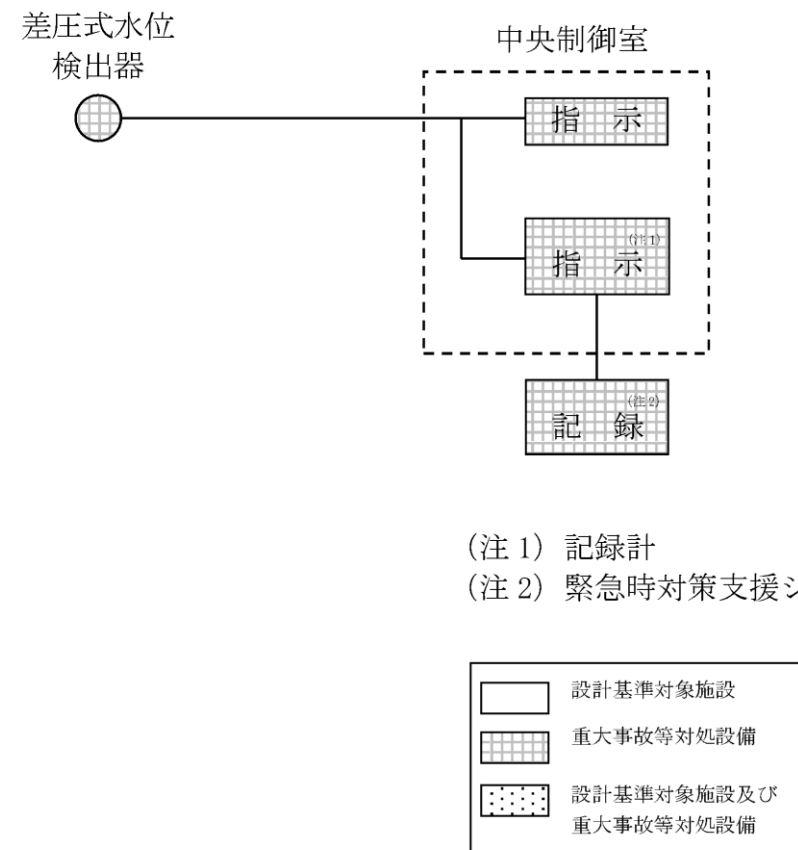 差圧式水位
検出器
中央制御室
指 示
(注1)
指 示
(注2)
記 録
(注 1) 記録計
(注 2) 緊急時対策支援シ
設計基準対象施設
重大事故等対処設備
設計基準対象施設及び
重大事故等対処設備